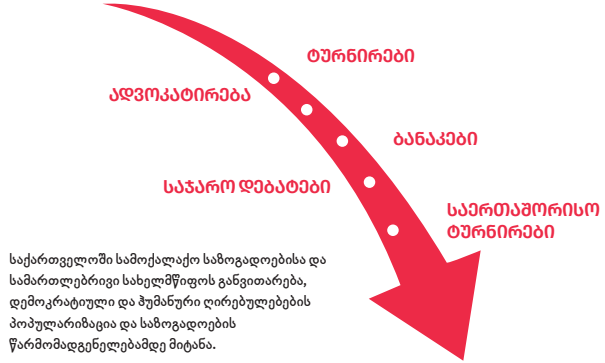 ტურნირები
ადვოკატირება
ბანაკები
საჯარო დებატები
საერთაშორისო
ტურნირები
საქართველოში სამოქალაქო საზოგადოებისა და
სამართლებრივი სახელმწიფოს განვითარება,
დემოკრატიული და ჰუმანური ღირებულებების
პოპულარიზაცია და საზოგადოების
წარმომადგენელებამდე მიტანა.